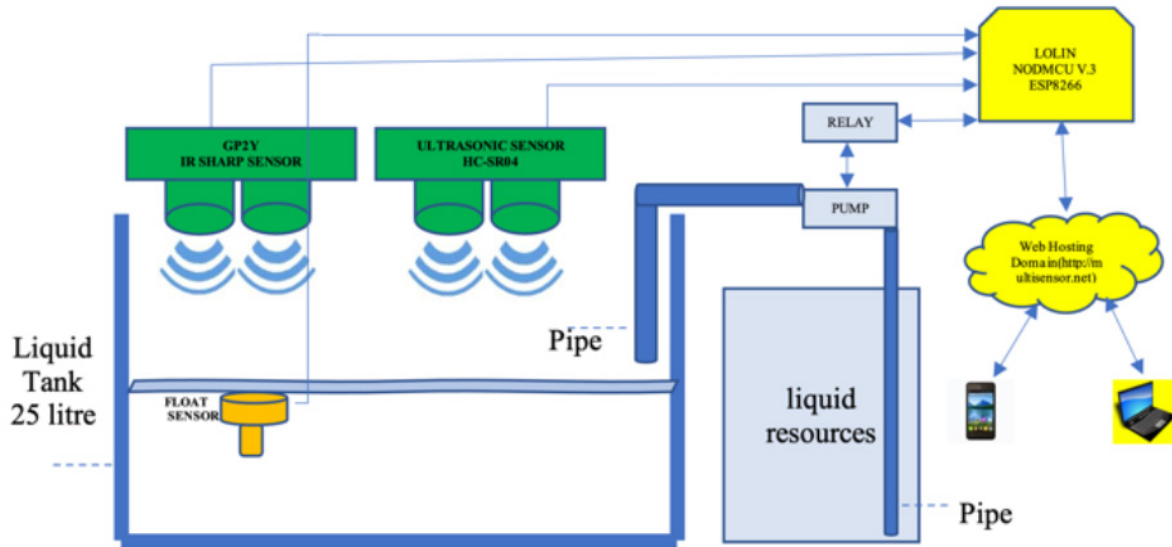 LOLIN
NODMCU V.3
ESP8266
GP2Y
IR SHARP SENSOR
ULTRASONIC SENSOR
HC-SR04
RELAY
PUMP
Web Hosting
Domain(http://m
ultisensor.net)
Pipe
Liquid
Tank
25 litre
FLOAT
SENSOR
liquid
resources
Pipe